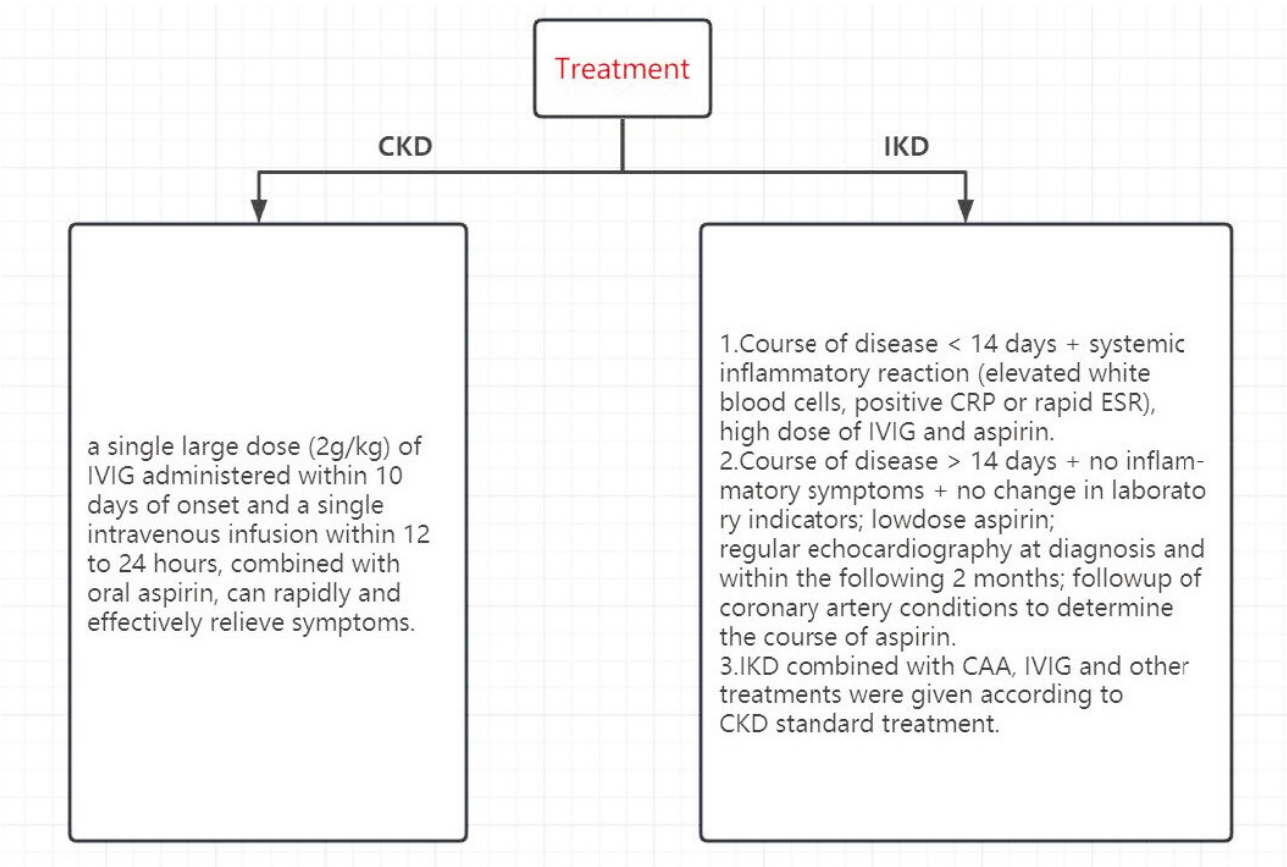 Treatment
CKD
IKD
a single large dose (2g/kg) of
IVIG administered within 10
days of onset and a single
intravenous infusion within 12
to 24 hours, combined with
oral aspirin, can rapidly and
effectively relieve symptoms.
1.Course of disease < 14 days + systemic
inflammatory reaction (elevated white
blood cells, positive CRP or rapid ESR),
high dose of IVIG and aspirin.
2.Course of disease > 14 days + no inflam-
matory symptoms + no change in laborato
ry indicators; lowdose aspirin;
regular echocardiography at diagnosis and
within the following 2 months; followup of
coronary artery conditions to determine
the course of aspirin.
3.IKD combined with CAA, IVIG and other
treatments were given according to
CKD standard treatment.